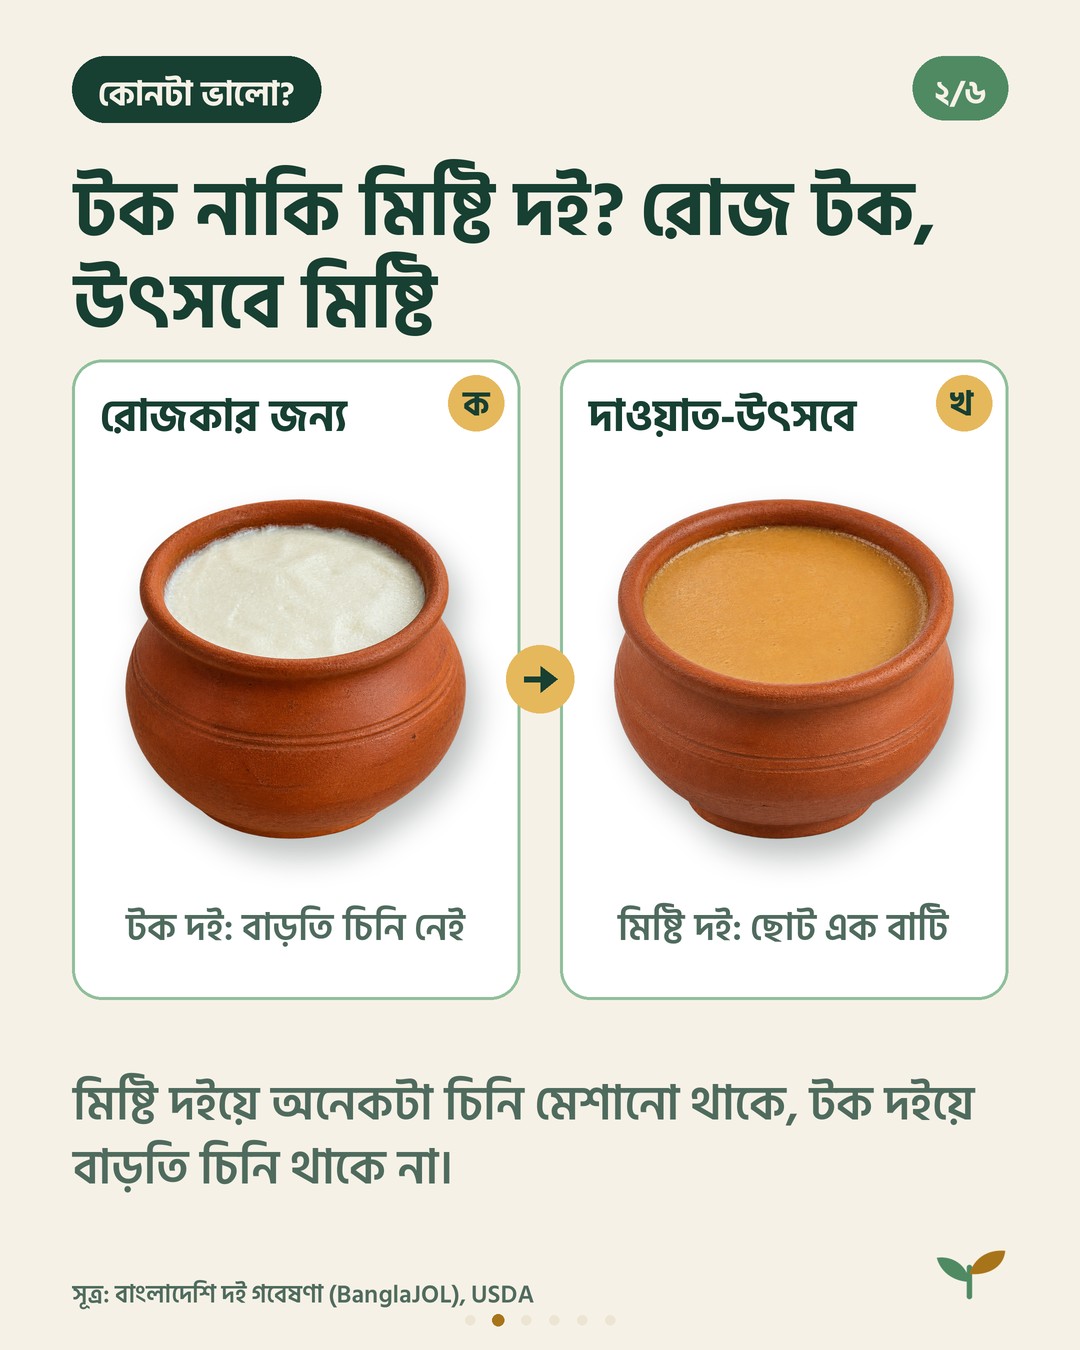 কোনটা ভালো?
২/৬
টক নাকি মিষ্টি দই? রোজ টক,
উৎসবে মিষ্টি
রোজকার জন্য
ক
দাওয়াত-উৎসবে
খ
টক দই: বাড়তি চিনি নেই
মিষ্টি দই: ছোট এক বাটি
মিষ্টি দইয়ে অনেকটা চিনি মেশানো থাকে, টক দইয়ে
বাড়তি চিনি থাকে না।
সূত্র: বাংলাদেশি দই গবেষণা (BanglaJOL), USDA